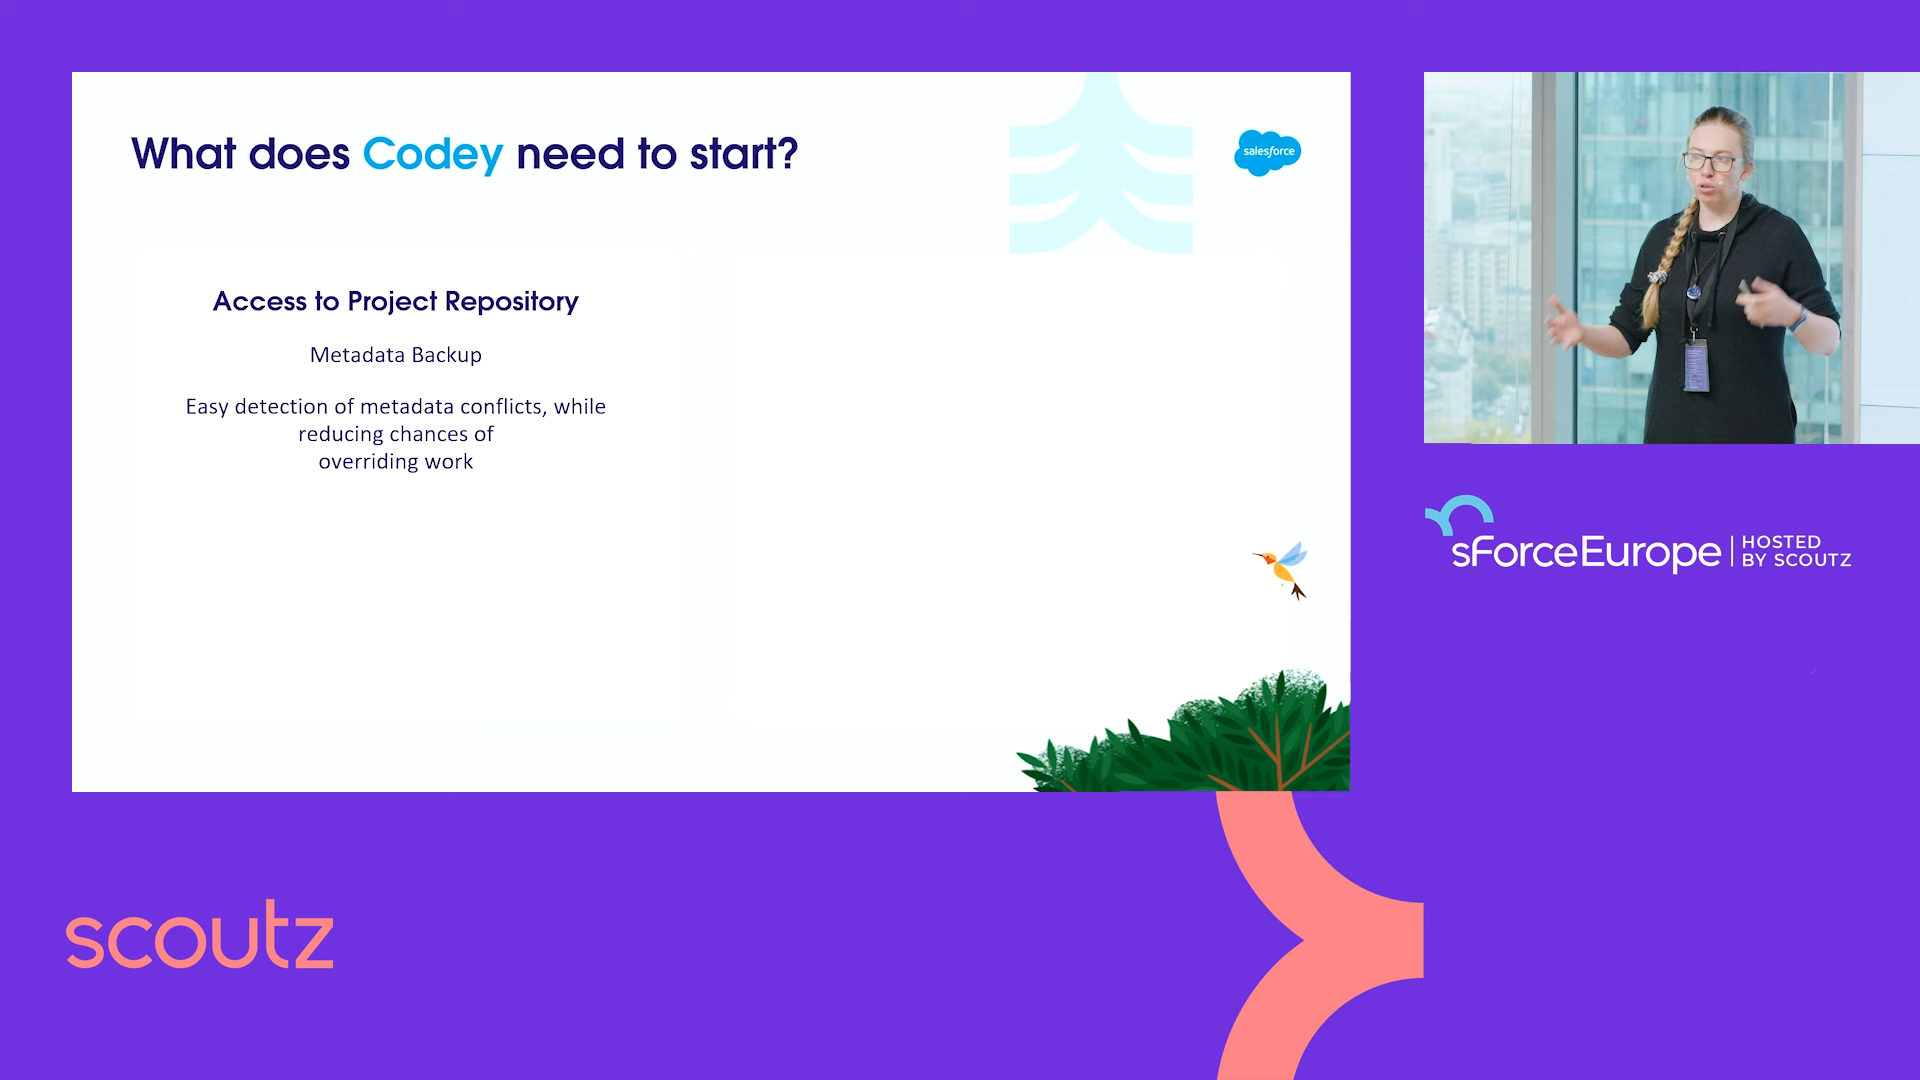 What does Codey need to start?
salesforce
Access to Project Repository
Metadata Backup
Easy detection of metadata conflicts, while
reducing chances of
overriding work
sForceEurope | HOSTED
BY SCOUTZ
scoutz